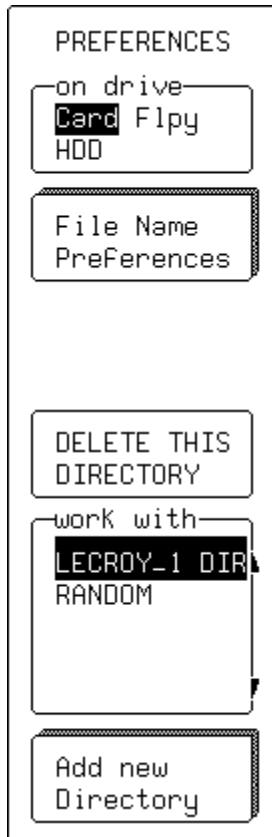 PREFERENCES
on drive
Card Flpy
HDD
File Name
Preferences
DELETE THIS
DIRECTORY
work with
LECROY_1 DIR
RANDOM
Add new
Directory